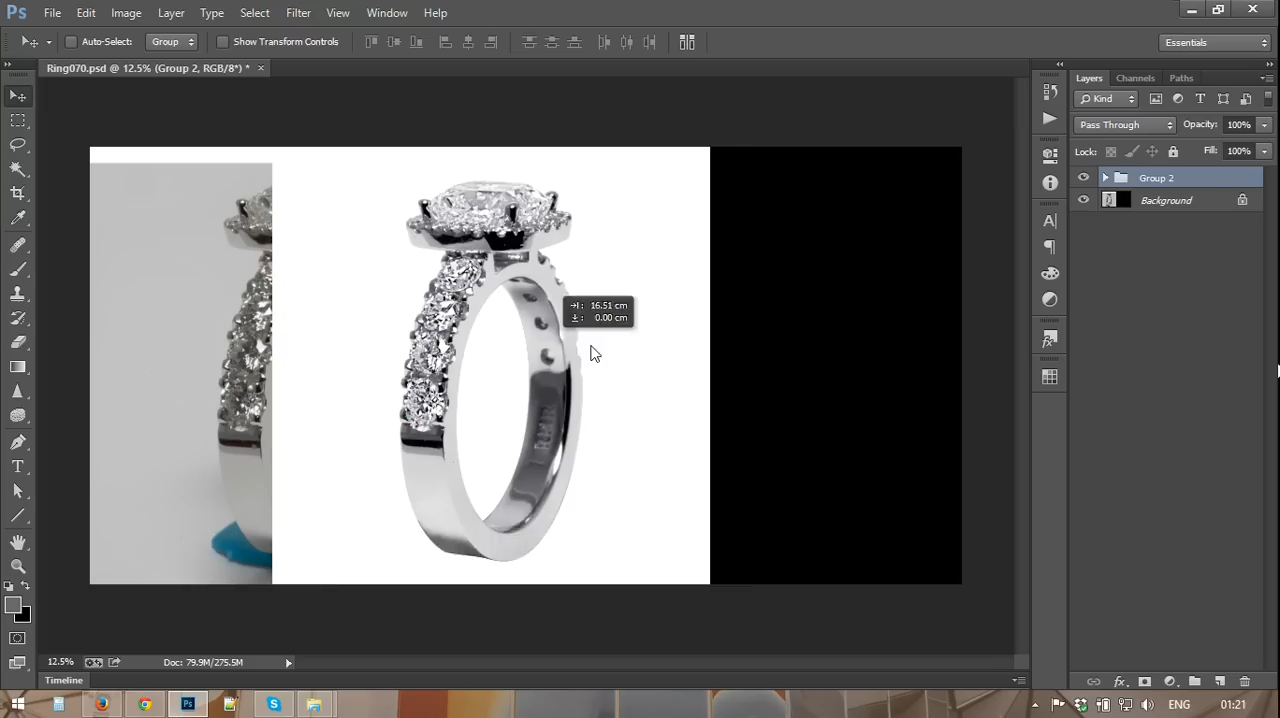 Ps File Edit Image Layer Type Select Filter View Window Help
Auto-Select: Group Show Transform Controls Essentials
Ring070.psd @ 12.5% (Group 2, RGB/8*) * ×
Layers Channels Paths
Kind
Pass Through Opacity: 100%
Lock: Fill: 100%
Group 2
Background
16.51 cm
0.00 cm
12.5% Doc: 79.9M/275.5M
Timeline
Ps ENG 01:21